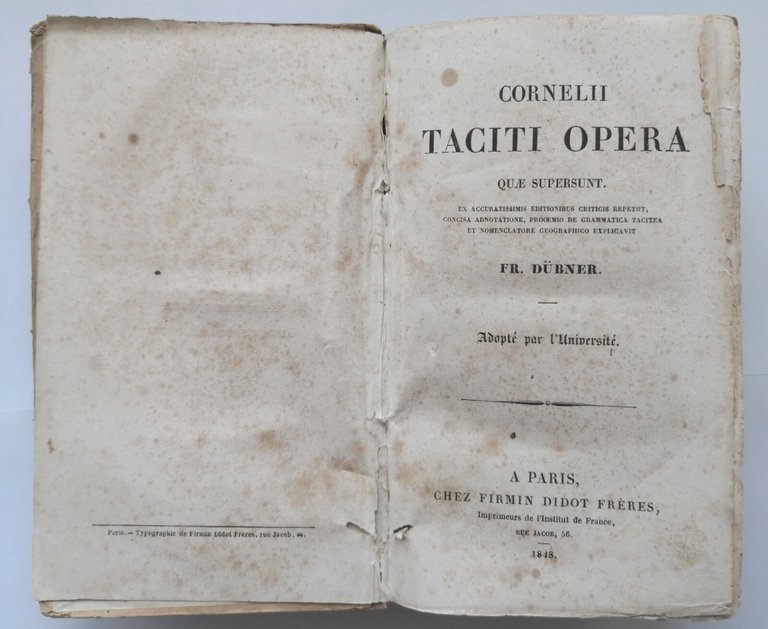 Paris. — Typographie de Firmin Didot Frères, rue Jacob, 56.
CORNELII
TACITI OPERA
QUÆ SUPERSUNT.
EX ACCURATISSIMIS EDITIONIBUS CRITICIS REPETIIT,
CONCISA ADNOTATIONE, PROOEMIO DE GRAMMATICA TACITEA
ET NOMENCLATORE GEOGRAPHICO EXPLICAVIT
FR. DÜBNER.
Adopté par l'Université.
A PARIS,
CHEZ FIRMIN DIDOT FRÈRES,
Imprimeurs de l'Institut de France,
RUE JACOB, 56.
1848.